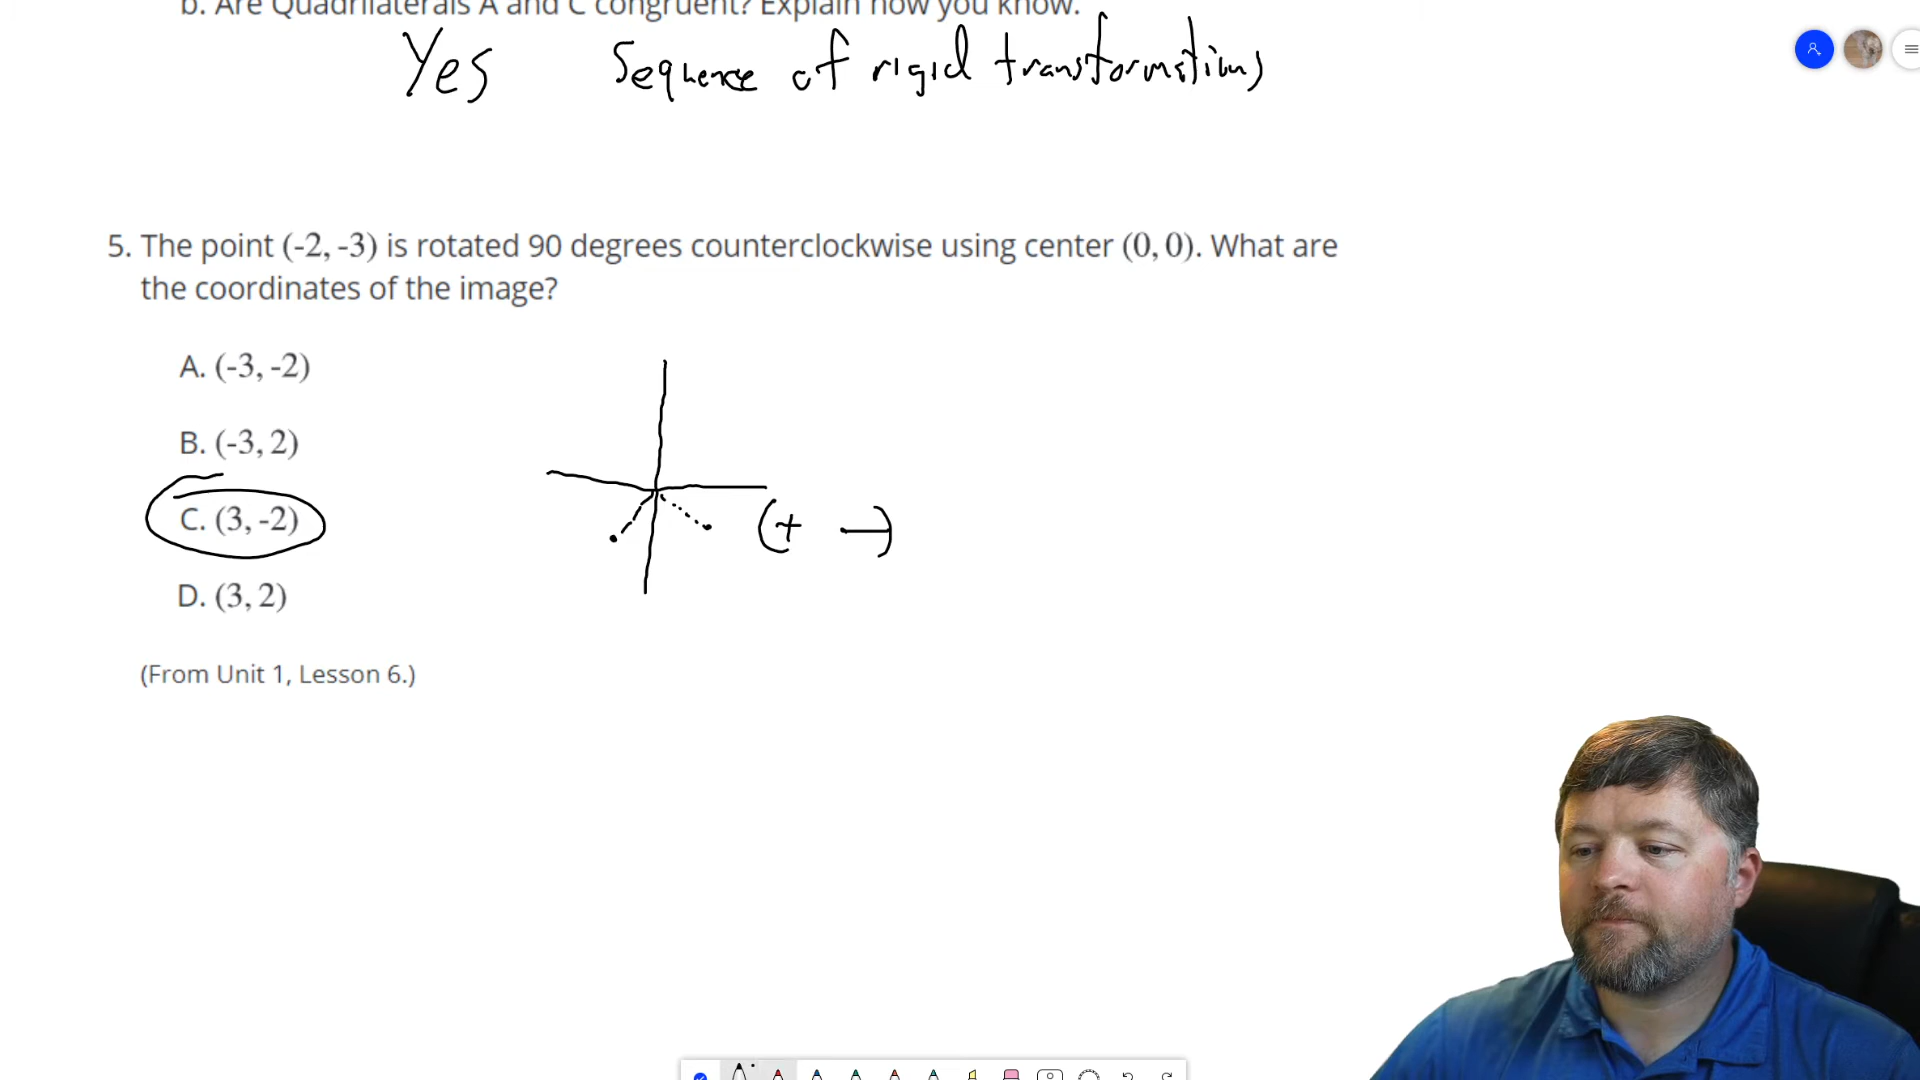 b. Are Quadrilaterals A and C congruent? Explain how you know.
Yes Sequence of rigid transformations
5. The point (-2, -3) is rotated 90 degrees counterclockwise using center (0, 0). What are
the coordinates of the image?
A. (-3, -2)
B. (-3, 2)
C. (3, -2)
(+ −)
D. (3, 2)
(From Unit 1, Lesson 6.)